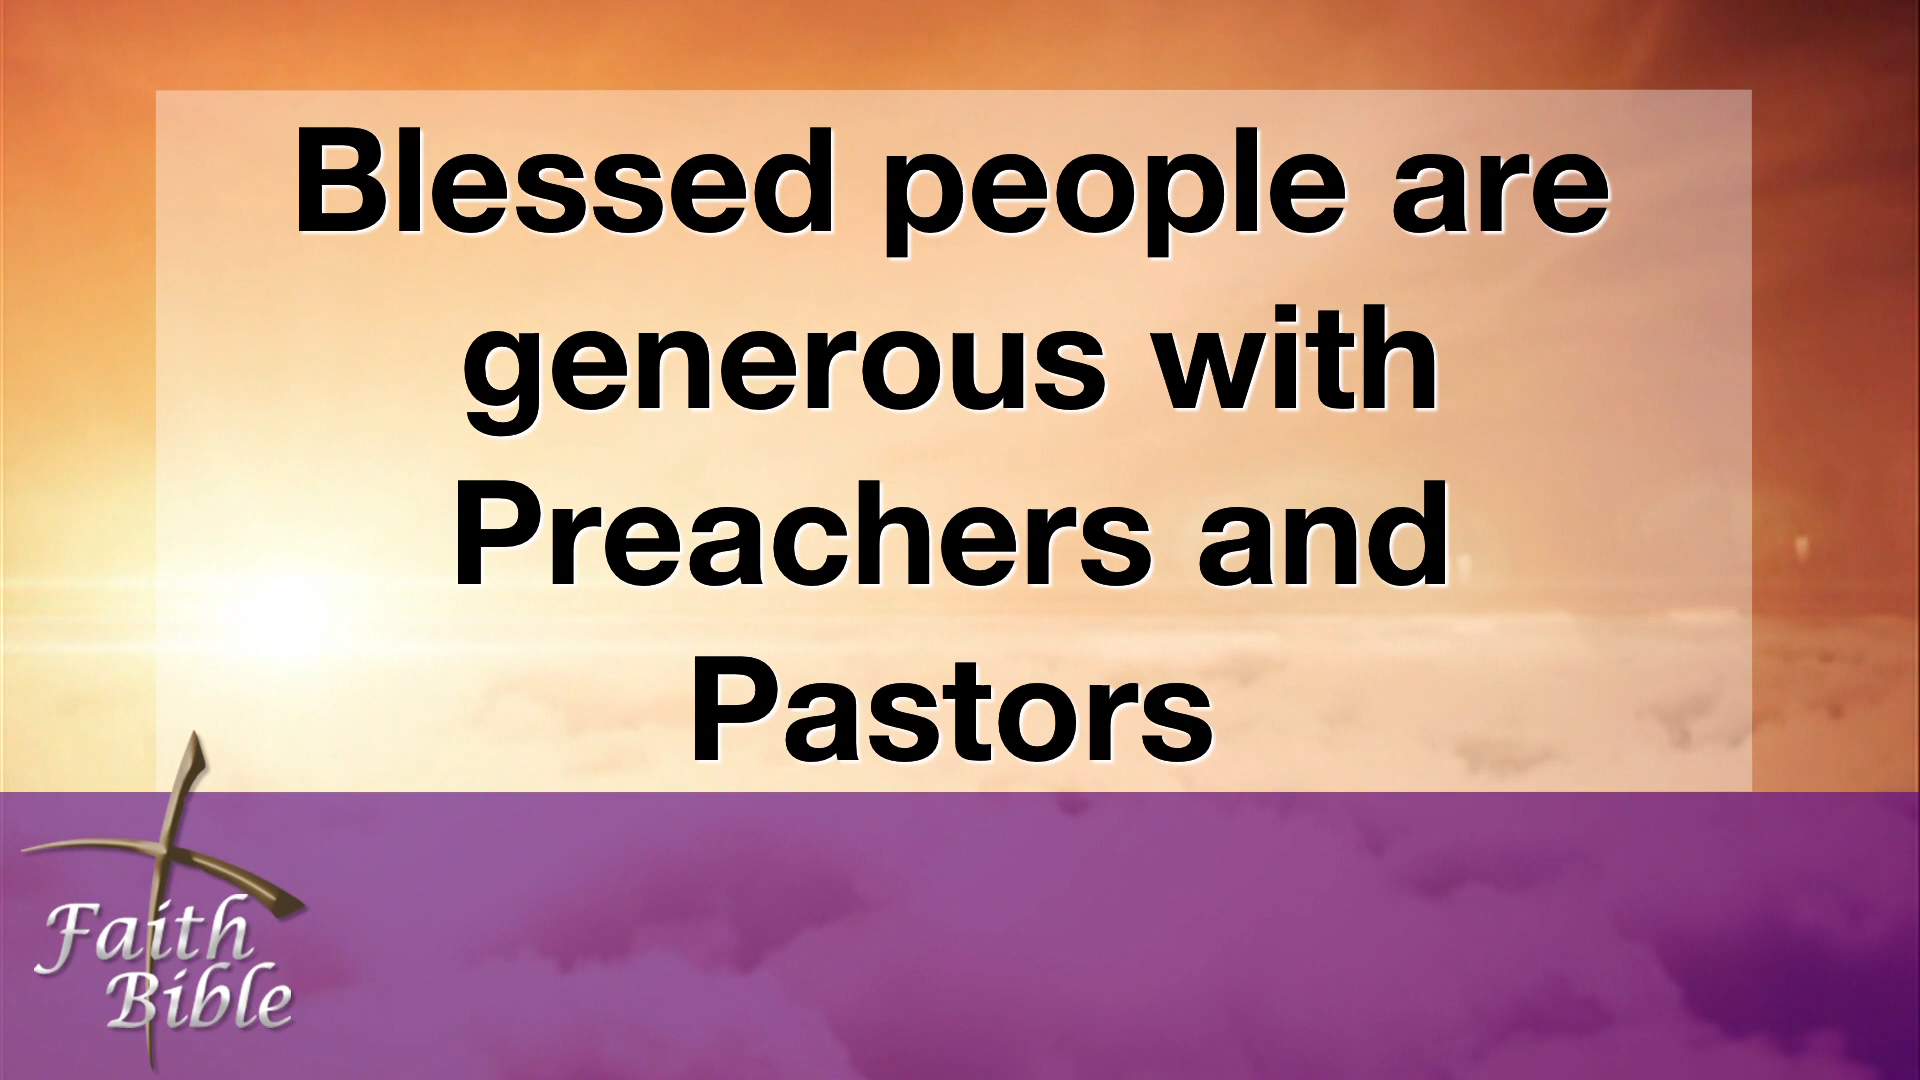 Blessed people are
generous with
Preachers and
Pastors
Faith
Bible